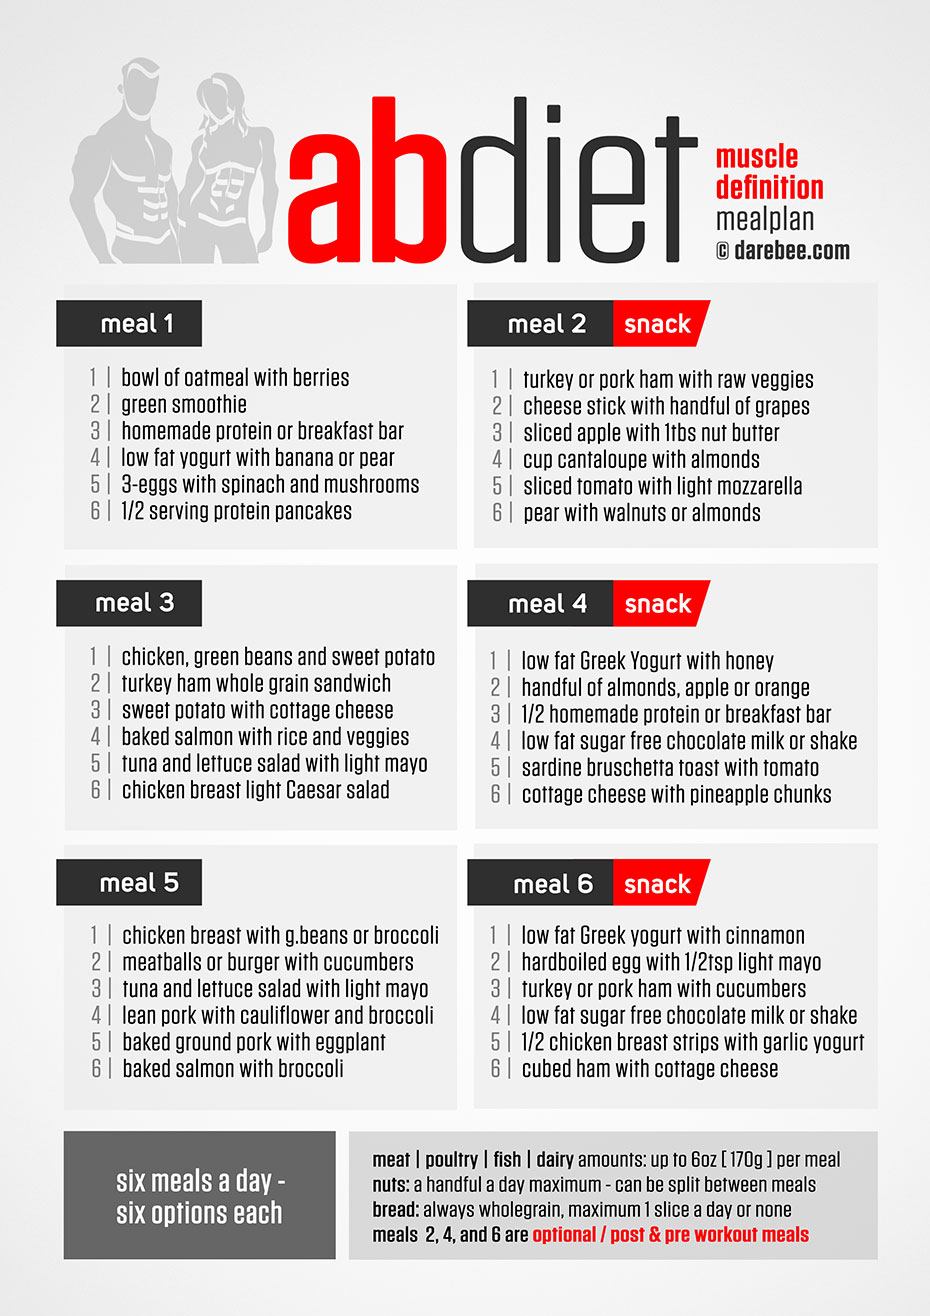 abdiet
muscle
definition
mealplan
© darebee.com
meal 1
1 | bowl of oatmeal with berries
2 | green smoothie
3 | homemade protein or breakfast bar
4 | low fat yogurt with banana or pear
5 | 3-eggs with spinach and mushrooms
6 | 1/2 serving protein pancakes
meal 2 snack
1 | turkey or pork ham with raw veggies
2 | cheese stick with handful of grapes
3 | sliced apple with 1tbs nut butter
4 | cup cantaloupe with almonds
5 | sliced tomato with light mozzarella
6 | pear with walnuts or almonds
meal 3
1 | chicken, green beans and sweet potato
2 | turkey ham whole grain sandwich
3 | sweet potato with cottage cheese
4 | baked salmon with rice and veggies
5 | tuna and lettuce salad with light mayo
6 | chicken breast light Caesar salad
meal 4 snack
1 | low fat Greek Yogurt with honey
2 | handful of almonds, apple or orange
3 | 1/2 homemade protein or breakfast bar
4 | low fat sugar free chocolate milk or shake
5 | sardine bruschetta toast with tomato
6 | cottage cheese with pineapple chunks
meal 5
1 | chicken breast with g.beans or broccoli
2 | meatballs or burger with cucumbers
3 | tuna and lettuce salad with light mayo
4 | lean pork with cauliflower and broccoli
5 | baked ground pork with eggplant
6 | baked salmon with broccoli
meal 6 snack
1 | low fat Greek yogurt with cinnamon
2 | hardboiled egg with 1/2tsp light mayo
3 | turkey or pork ham with cucumbers
4 | low fat sugar free chocolate milk or shake
5 | 1/2 chicken breast strips with garlic yogurt
6 | cubed ham with cottage cheese
six meals a day -
six options each
meat | poultry | fish | dairy amounts: up to 6oz [ 170g ] per meal
nuts: a handful a day maximum - can be split between meals
bread: always wholegrain, maximum 1 slice a day or none
meals 2, 4, and 6 are optional / post & pre workout meals